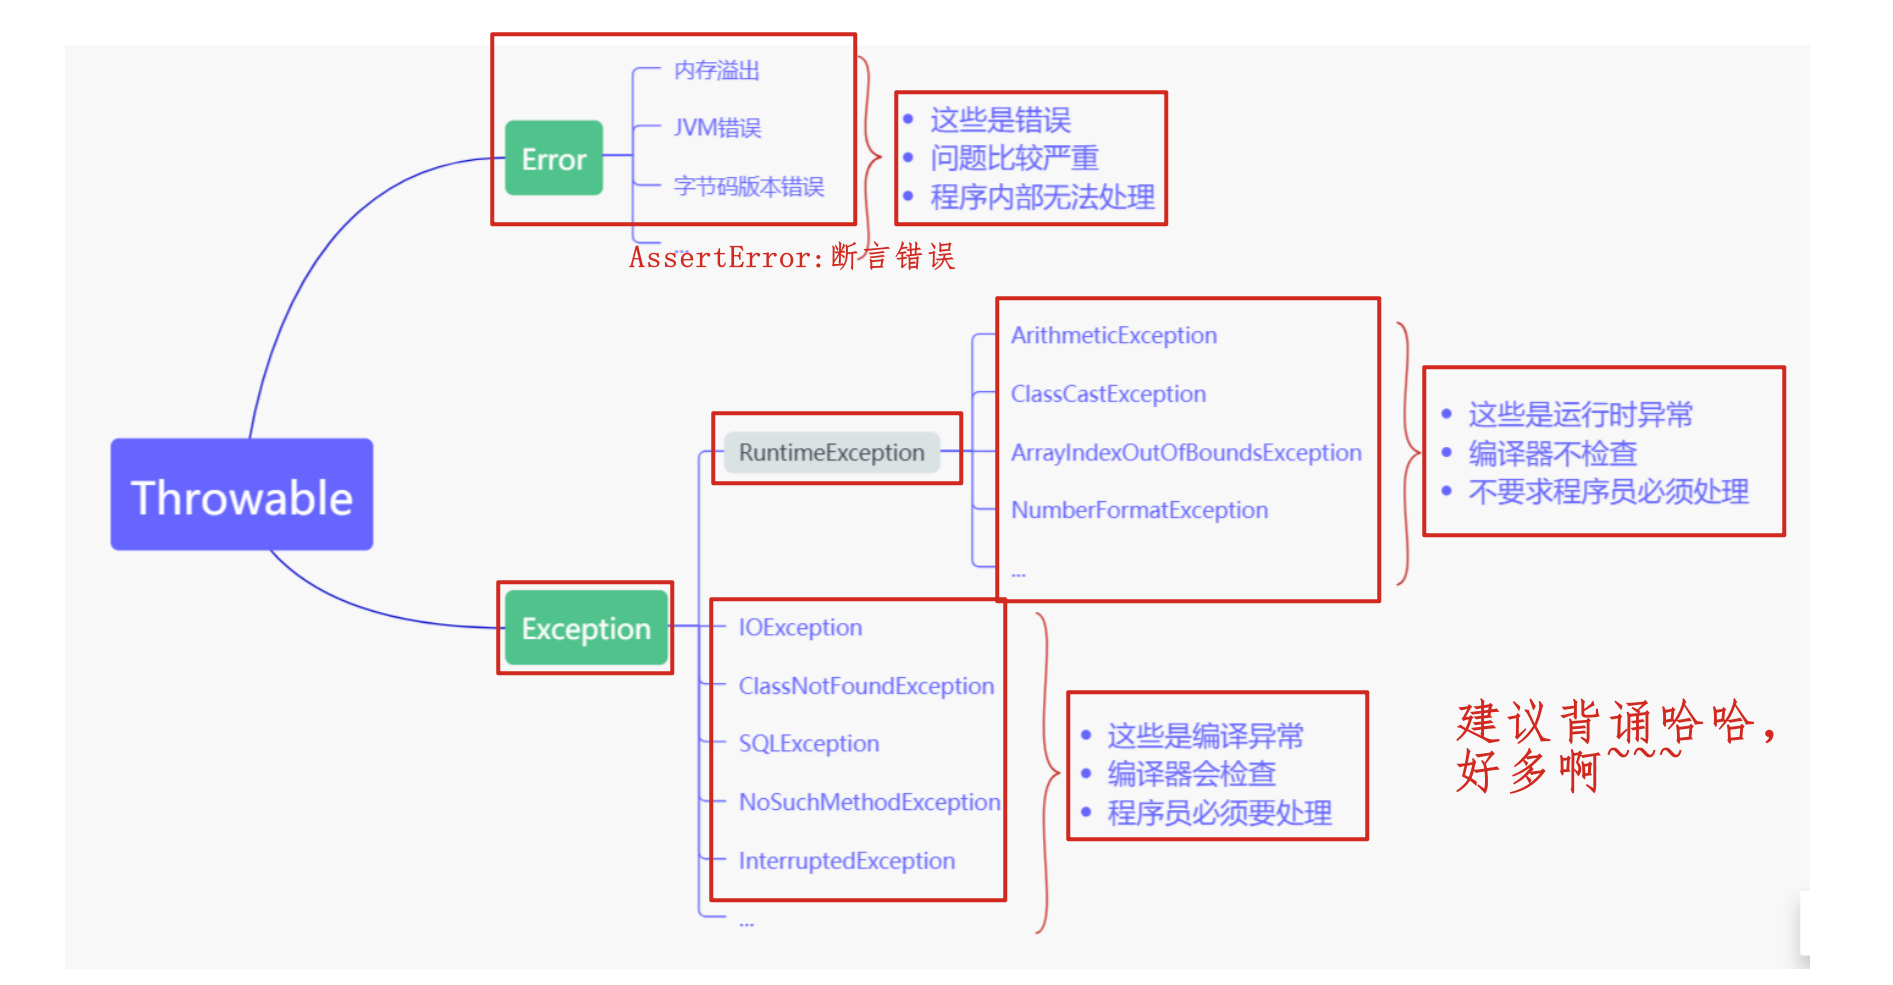 Throwable
Error
内存溢出
JVM错误
字节码版本错误
...
AssertError:断言错误
• 这些是错误
• 问题比较严重
• 程序内部无法处理
Exception
RuntimeException
ArithmeticException
ClassCastException
ArrayIndexOutOfBoundsException
NumberFormatException
...
• 这些是运行时异常
• 编译器不检查
• 不要求程序员必须处理
IOException
ClassNotFoundException
SQLException
NoSuchMethodException
InterruptedException
...
• 这些是编译异常
• 编译器会检查
• 程序员必须要处理
建议背诵哈哈，
好多啊~~~